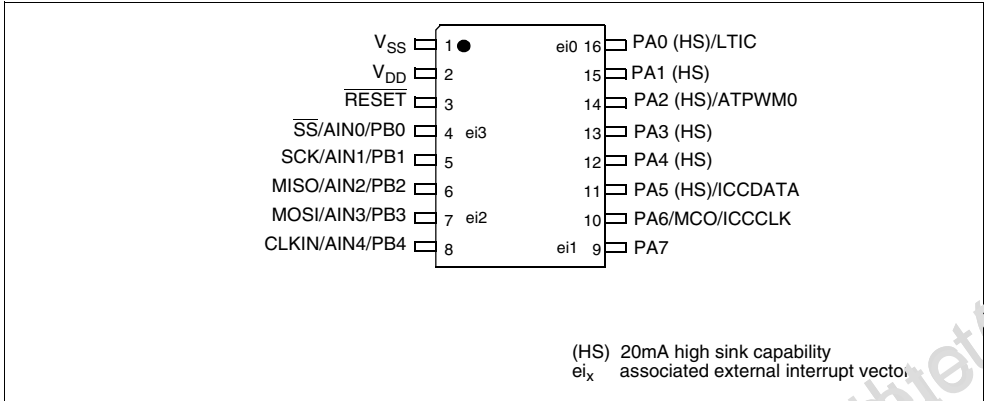 VSS 1 ei0 16 PA0 (HS)/LTIC
VDD 2 15 PA1 (HS)
RESET 3 14 PA2 (HS)/ATPWM0
SS/AIN0/PB0 4 ei3 13 PA3 (HS)
SCK/AIN1/PB1 5 12 PA4 (HS)
MISO/AIN2/PB2 6 11 PA5 (HS)/ICCDATA
MOSI/AIN3/PB3 7 ei2 10 PA6/MCO/ICCCLK
CLKIN/AIN4/PB4 8 ei1 9 PA7
(HS) 20mA high sink capability
eix associated external interrupt vector